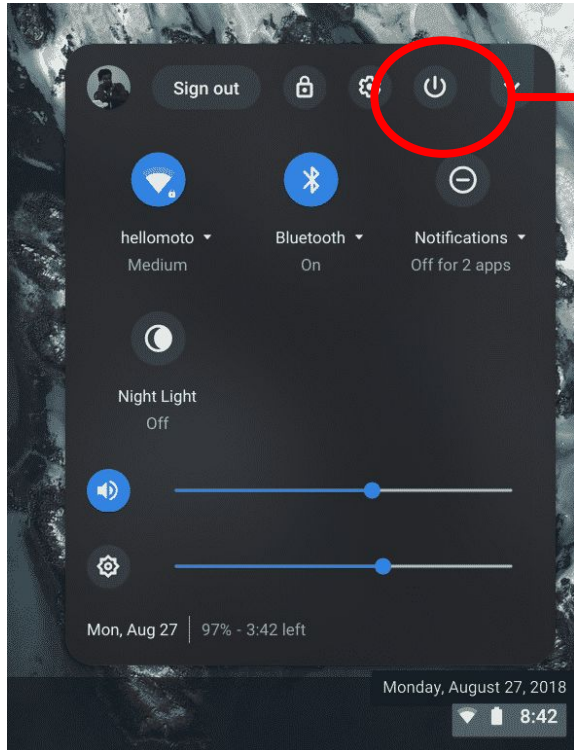 Sign out
hellomoto Bluetooth Notifications
Medium On Off for 2 apps
Night Light
Off
Mon, Aug 27 97% - 3:42 left
Monday, August 27, 2018
8:42